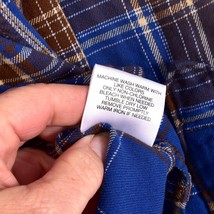 MACHINE WASH WARM WITH
LIKE COLORS
ONLY NON-CHLORINE
BLEACH WHEN NEEDED
TUMBLE DRY LOW
REMOVE PROMPTLY
WARM IRON IF NEEDED